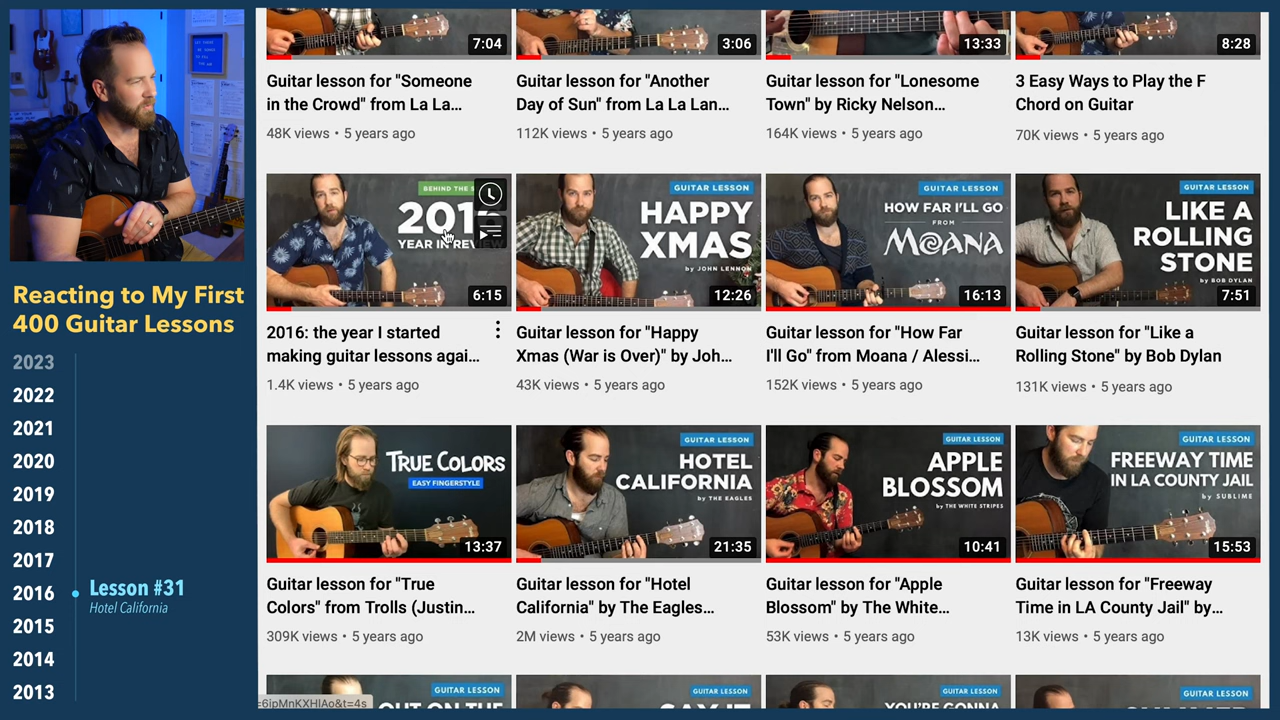 7:04
3:06
13:33
8:28
Guitar lesson for "Someone
in the Crowd" from La La...
48K views • 5 years ago
Guitar lesson for "Another
Day of Sun" from La La Lan...
112K views • 5 years ago
Guitar lesson for "Lonesome
Town" by Ricky Nelson...
164K views • 5 years ago
3 Easy Ways to Play the F
Chord on Guitar
70K views • 5 years ago
BEHIND THE S
2016
YEAR IN REVIEW
6:15
GUITAR LESSON
HAPPY
XMAS
by JOHN LENNON
12:26
GUITAR LESSON
HOW FAR I'LL GO
FROM
MOANA
16:13
GUITAR LESSON
LIKE A
ROLLING
STONE
by BOB DYLAN
7:51
2016: the year I started
making guitar lessons agai...
1.4K views • 5 years ago
Guitar lesson for "Happy
Xmas (War is Over)" by Joh...
43K views • 5 years ago
Guitar lesson for "How Far
I'll Go" from Moana / Alessi...
152K views • 5 years ago
Guitar lesson for "Like a
Rolling Stone" by Bob Dylan
131K views • 5 years ago
TRUE COLORS
EASY FINGERSTYLE
13:37
GUITAR LESSON
HOTEL
CALIFORNIA
by THE EAGLES
21:35
GUITAR LESSON
APPLE
BLOSSOM
by THE WHITE STRIPES
10:41
GUITAR LESSON
FREEWAY TIME
IN LA COUNTY JAIL
by SUBLIME
15:53
Guitar lesson for "True
Colors" from Trolls (Justin...
309K views • 5 years ago
Guitar lesson for "Hotel
California" by The Eagles...
2M views • 5 years ago
Guitar lesson for "Apple
Blossom" by The White...
53K views • 5 years ago
Guitar lesson for "Freeway
Time in LA County Jail" by...
13K views • 5 years ago
GUITAR LESSON
OUT ON THE
GUITAR LESSON
SAY IT
GUITAR LESSON
YOU'RE GONNA
GUITAR LESSON
SUMMER
=6ipMnKXHIAo&t=4s
Reacting to My First
400 Guitar Lessons
2023
2022
2021
2020
2019
2018
2017
2016
Lesson #31
Hotel California
2015
2014
2013